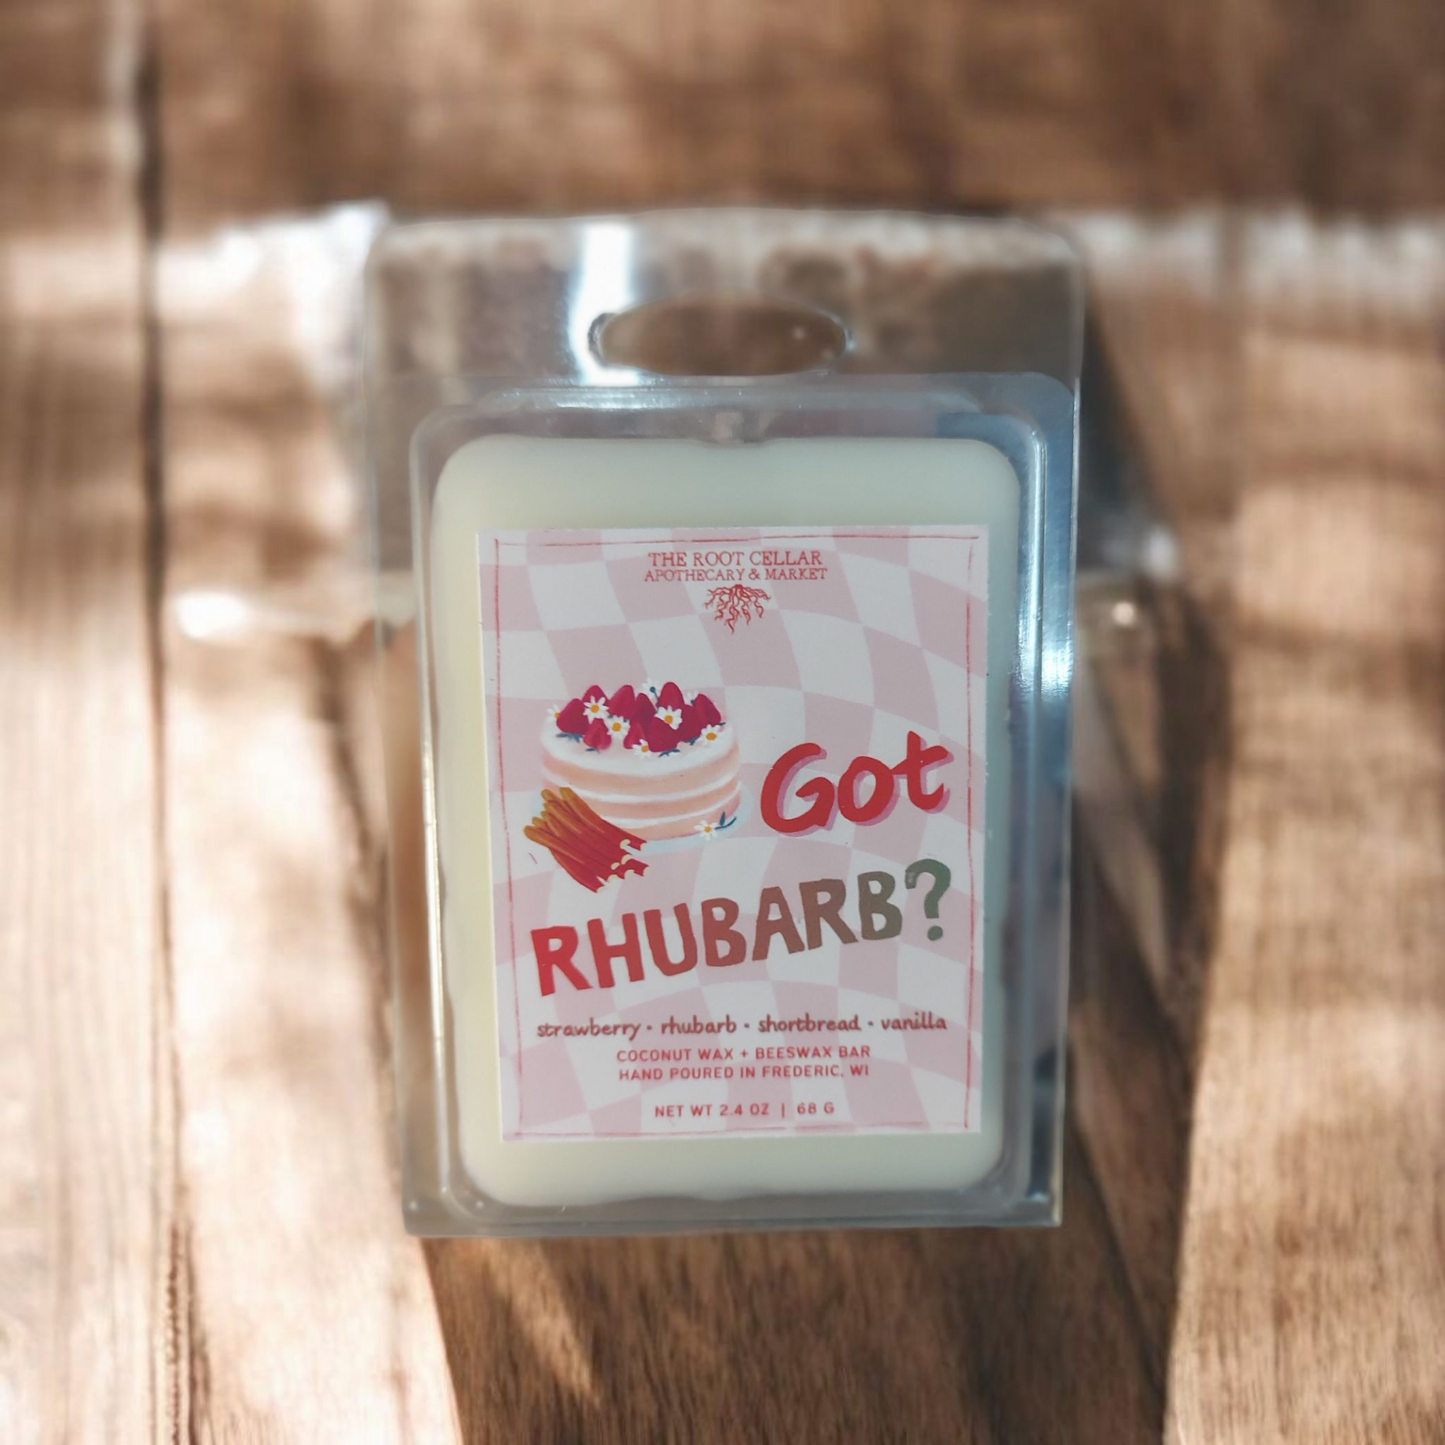 THE ROOT CELLAR
APOTHECARY & MARKET
Got
RHUBARB?
strawberry • rhubarb • shortbread • vanilla
COCONUT WAX + BEESWAX BAR
HAND POURED IN FREDERIC, WI
NET WT 2.4 OZ | 68 G